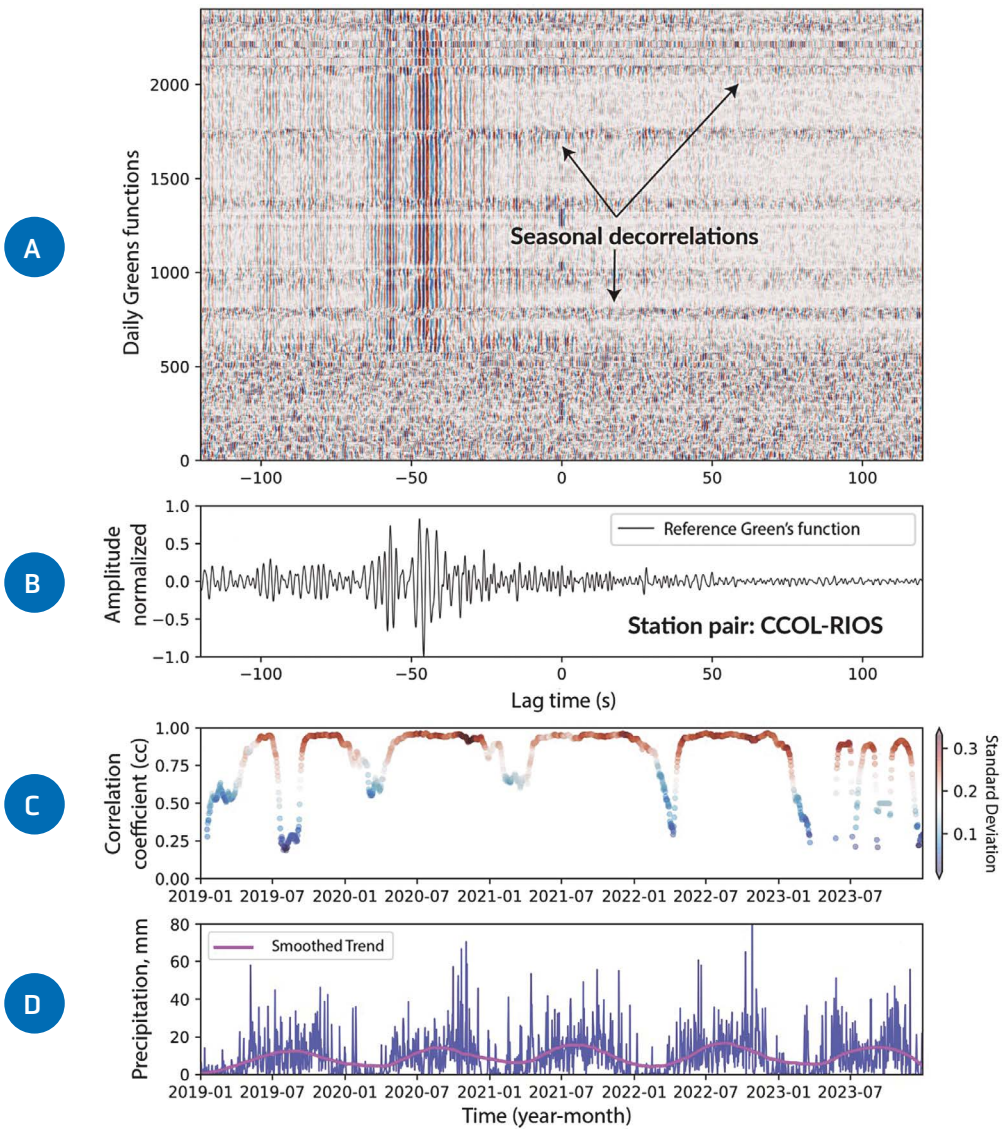 A
Daily Greens functions
2000
1500
1000
500
0
Seasonal decorrelations
−100
−50
0
50
100
B
Amplitude
normalized
1.0
0.5
0.0
−0.5
−1.0
Reference Green's function
Station pair: CCOL-RIOS
−100
−50
0
50
100
Lag time (s)
C
Correlation
coefficient (cc)
1.00
0.75
0.50
0.25
0.00
2019-01 2019-07 2020-01 2020-07 2021-01 2021-07 2022-01 2022-07 2023-01 2023-07
0.3
0.2
0.1
Standard Deviation
D
Precipitation, mm
80
60
40
20
0
Smoothed Trend
2019-01 2019-07 2020-01 2020-07 2021-01 2021-07 2022-01 2022-07 2023-01 2023-07
Time (year-month)